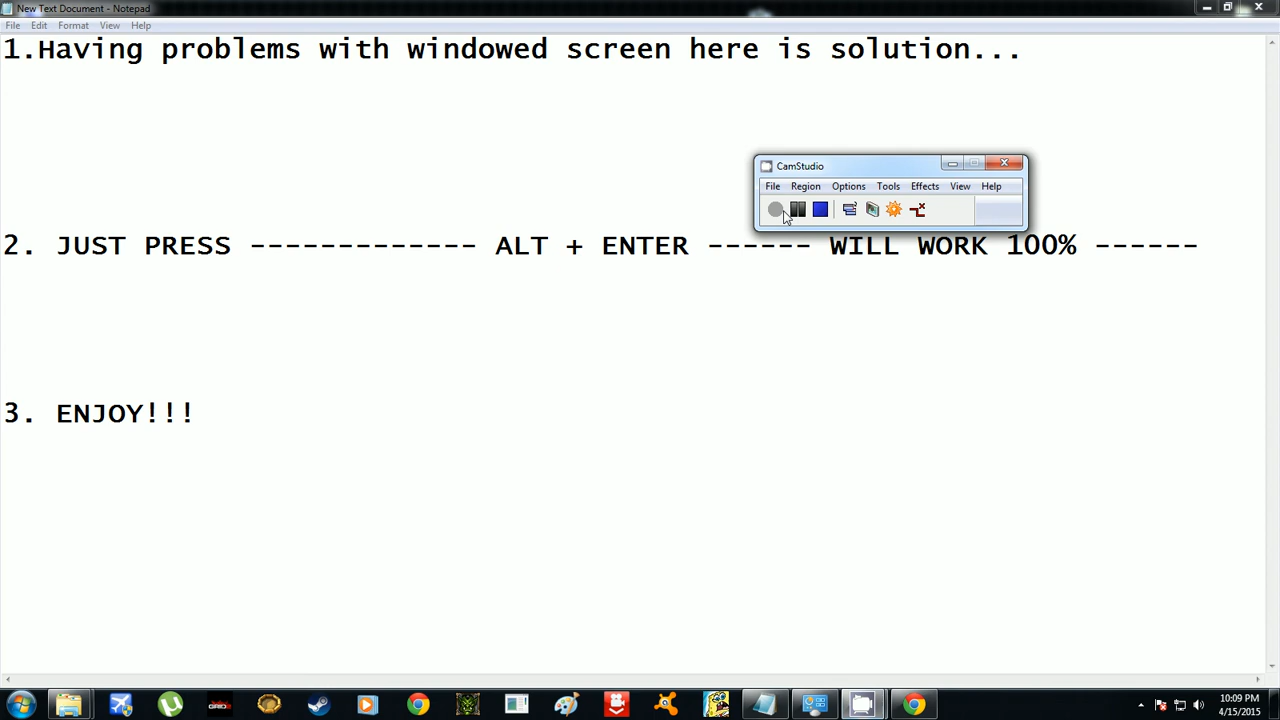 New Text Document - Notepad
File Edit Format View Help
1.Having problems with windowed screen here is solution...
CamStudio
File Region Options Tools Effects View Help
2. JUST PRESS ------------- ALT + ENTER ------ WILL WORK 100% ------
3. ENJOY!!!
GRID
10:09 PM
4/15/2015